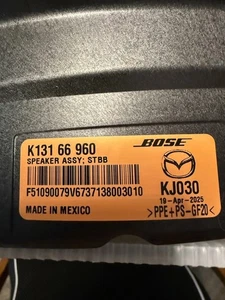 BOSE
K131 66 960
SPEAKER ASSY; STBB
KJ030
F51090079V6737138003010
19-Apr-2025
MADE IN MEXICO
>PPE+PS-GF20<